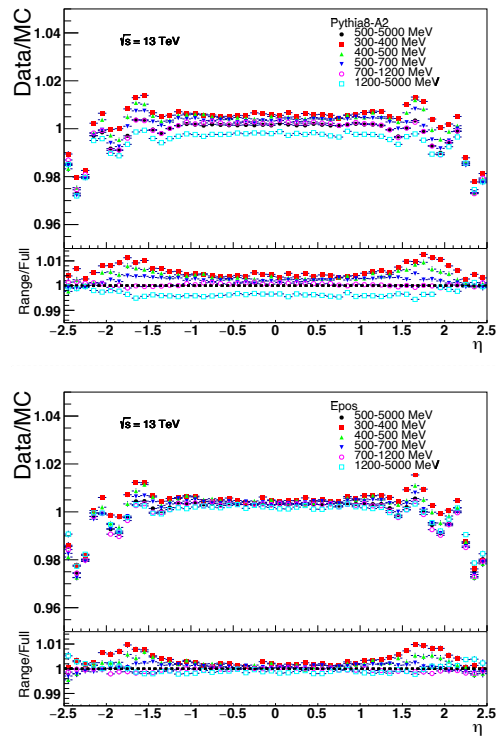 Data/MC
1.04
1.02
1
0.98
0.96
√s = 13 TeV
Pythia8-A2
500-5000 MeV
300-400 MeV
400-500 MeV
500-700 MeV
700-1200 MeV
1200-5000 MeV
Range/Full
1.01
1
0.99
−2.5 −2 −1.5 −1 −0.5 0 0.5 1 1.5 2 2.5
η
Data/MC
1.04
1.02
1
0.98
0.96
√s = 13 TeV
Epos
500-5000 MeV
300-400 MeV
400-500 MeV
500-700 MeV
700-1200 MeV
1200-5000 MeV
Range/Full
1.01
1
0.99
−2.5 −2 −1.5 −1 −0.5 0 0.5 1 1.5 2 2.5
η